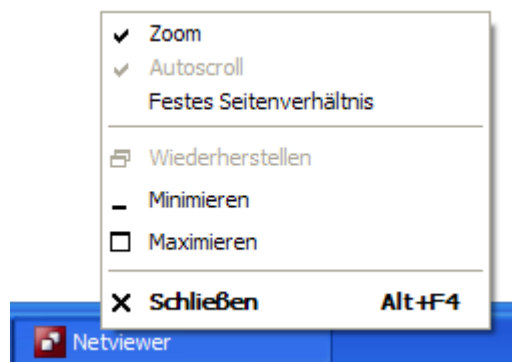 Zoom
Autoscroll
Festes Seitenverhältnis
Wiederherstellen
Minimieren
Maximieren
Schließen Alt+F4
Netviewer